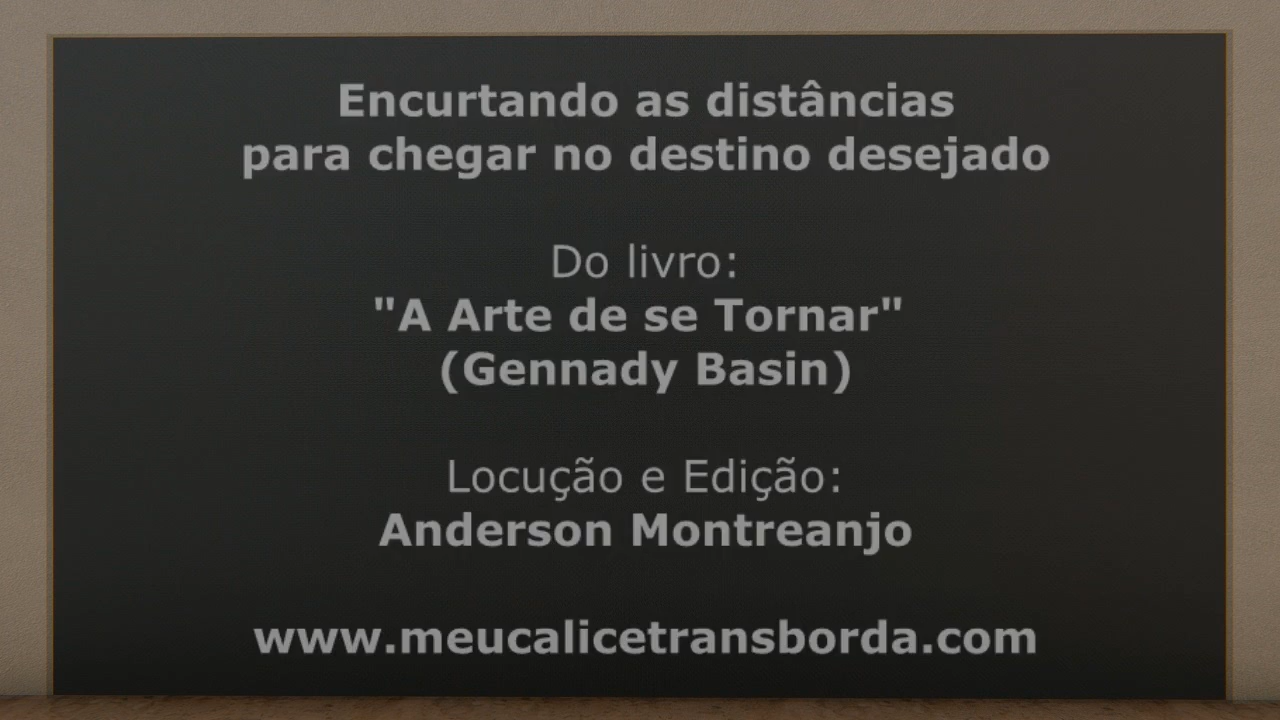 Encurtando as distâncias
para chegar no destino desejado
Do livro:
"A Arte de se Tornar"
(Gennady Basin)
Locução e Edição:
Anderson Montreanjo
www.meucalicetransborda.com